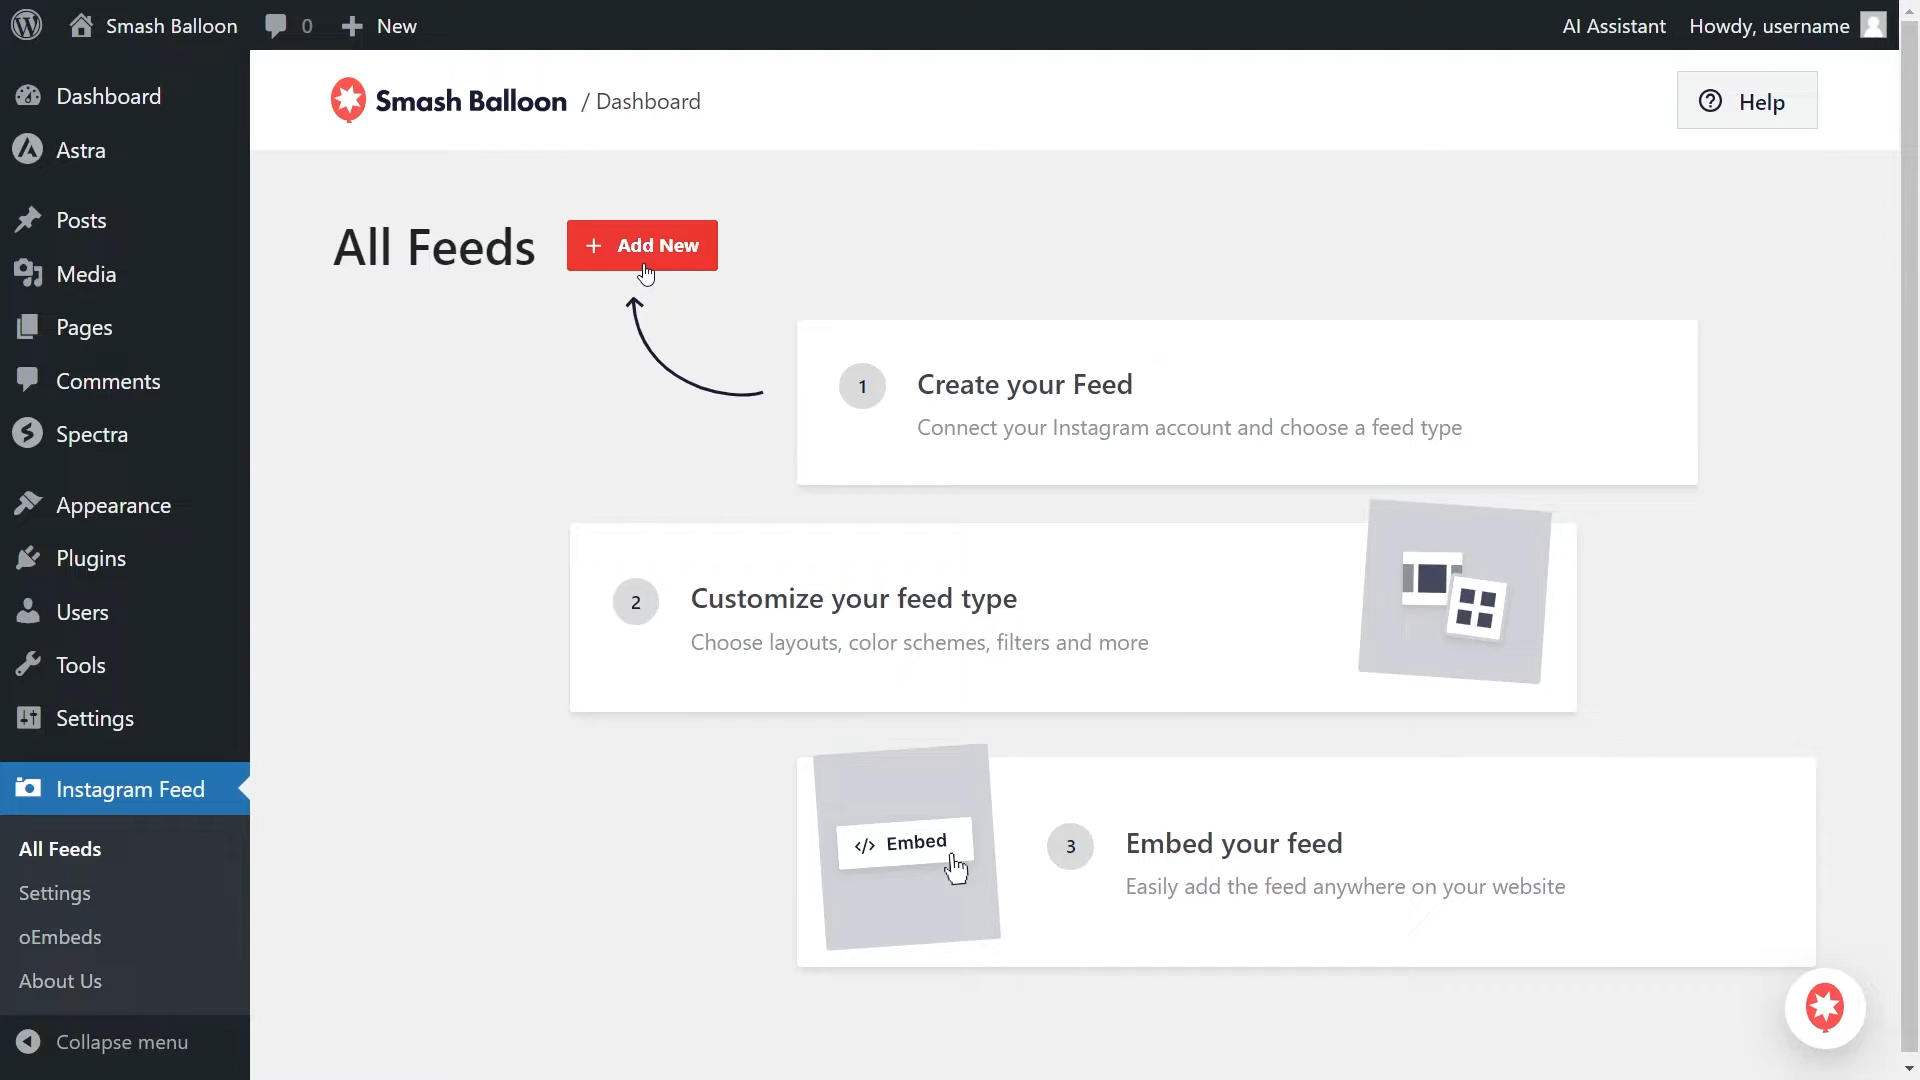 Smash Balloon 0 New AI Assistant Howdy, username
Dashboard
Astra
Posts
Media
Pages
Comments
Spectra
Appearance
Plugins
Users
Tools
Settings
Instagram Feed
All Feeds
Settings
oEmbeds
About Us
Collapse menu
Smash Balloon / Dashboard
Help
All Feeds
+ Add New
1
Create your Feed
Connect your Instagram account and choose a feed type
2
Customize your feed type
Choose layouts, color schemes, filters and more
</> Embed
3
Embed your feed
Easily add the feed anywhere on your website